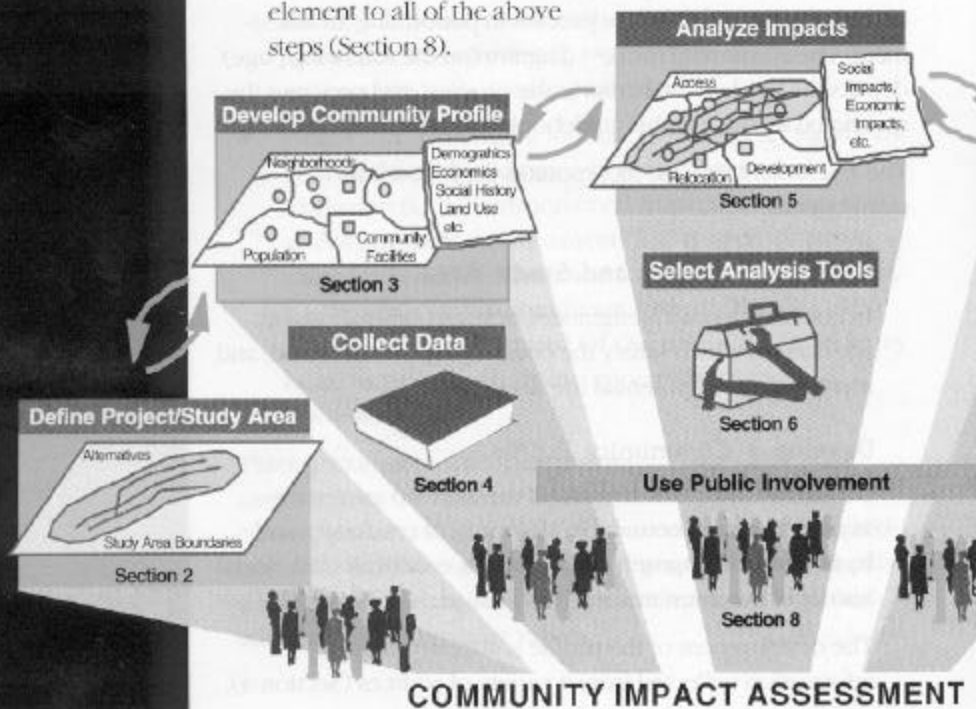 element to all of the above
steps (Section 8).
Analyze Impacts
Access
Relocation
Development
Social
Impacts,
Economic
Impacts,
etc.
Section 5
Develop Community Profile
Neighborhoods
Population
Community
Facilities
Demograhics
Economics
Social History
Land Use
etc.
Section 3
Select Analysis Tools
Section 6
Collect Data
Section 4
Define Project/Study Area
Alternatives
Study Area Boundaries
Section 2
Use Public Involvement
Section 8
COMMUNITY IMPACT ASSESSMENT